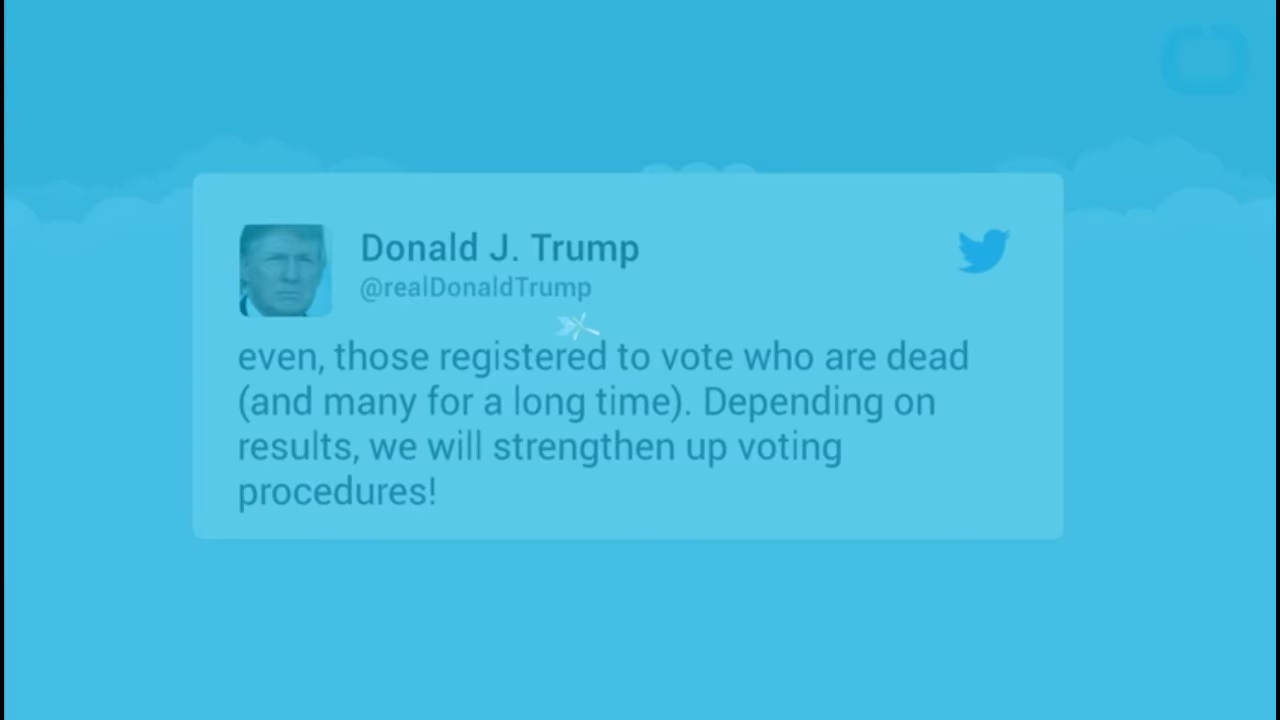 Donald J. Trump
@realDonaldTrump
even, those registered to vote who are dead
(and many for a long time). Depending on
results, we will strengthen up voting
procedures!